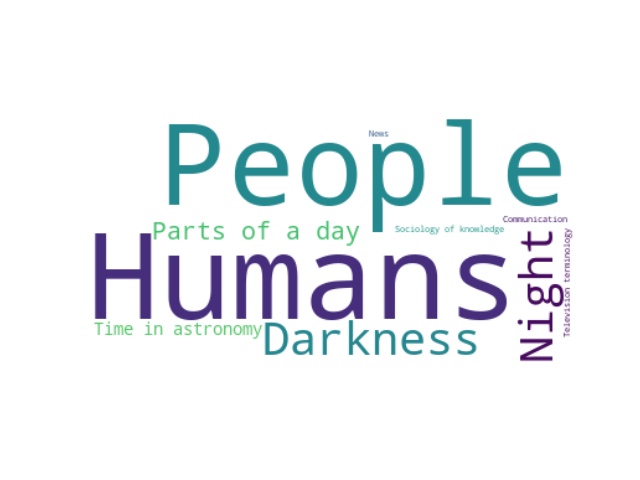 News
People
Communication
Sociology of knowledge
Parts of a day
Humans
Night
Television terminology
Time in astronomy
Darkness